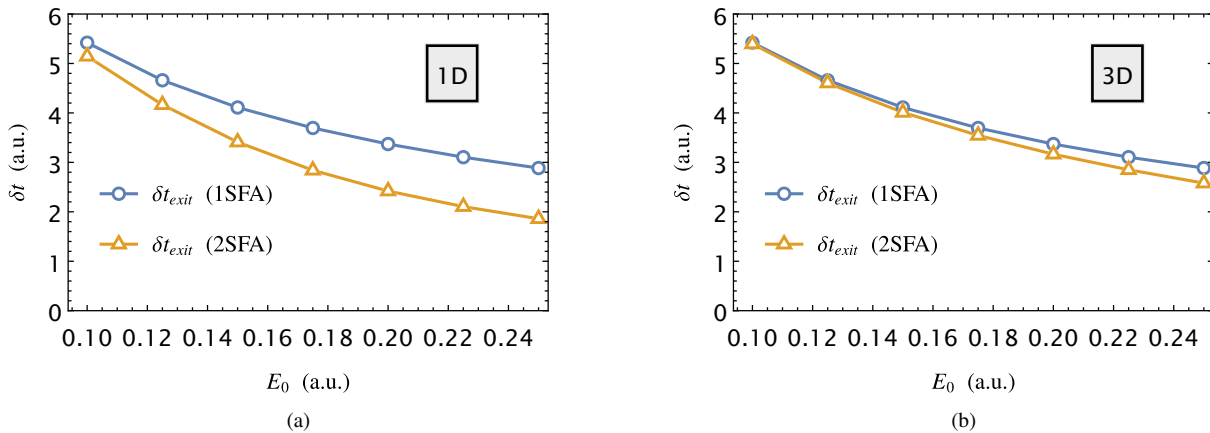 6
5
4
3
2
1
0
δt (a.u.)
1D
δt_exit (1SFA)
δt_exit (2SFA)
0.10 0.12 0.14 0.16 0.18 0.20 0.22 0.24
E_0 (a.u.)
(a)
6
5
4
3
2
1
0
δt (a.u.)
3D
δt_exit (1SFA)
δt_exit (2SFA)
0.10 0.12 0.14 0.16 0.18 0.20 0.22 0.24
E_0 (a.u.)
(b)